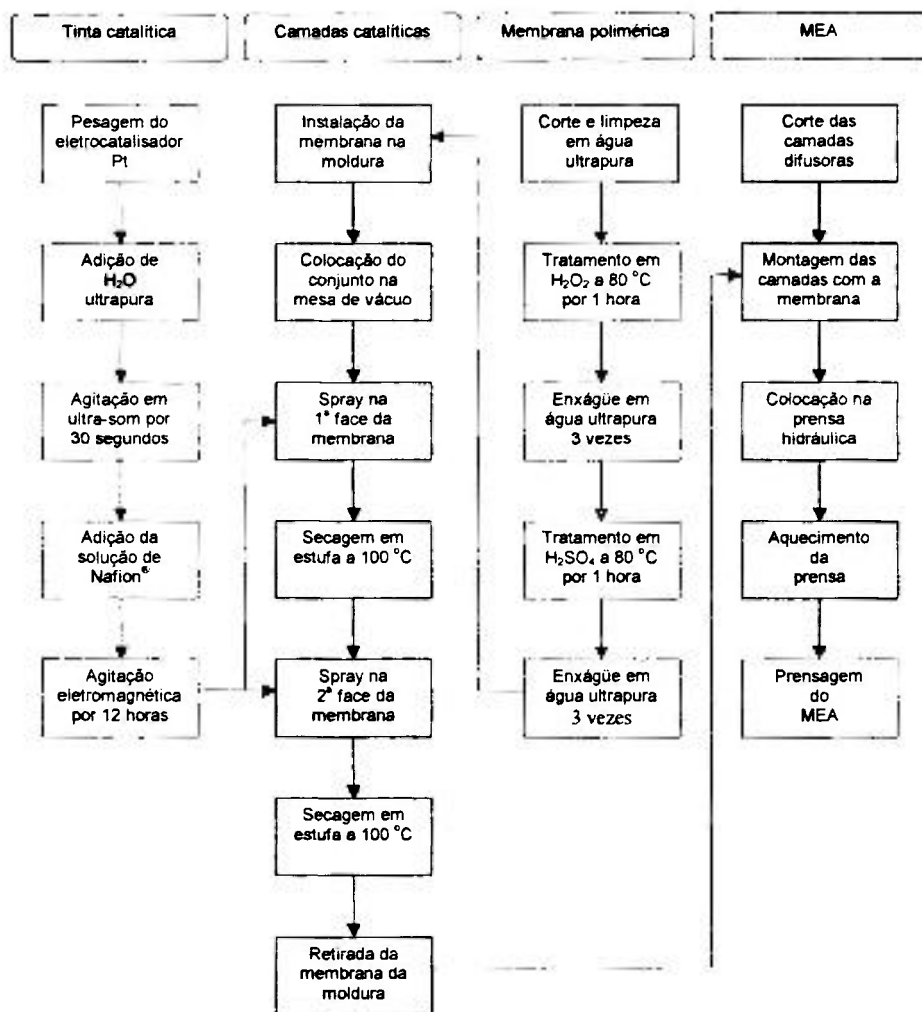 Tinta catalítica
Camadas catalíticas
Membrana polimérica
MEA
Pesagem do
eletrocatalisador
Pt
Adição de
H₂O
ultrapura
Agitação em
ultra-som por
30 segundos
Adição da
solução de
Nafion®
Agitação
eletromagnética
por 12 horas
Instalação da
membrana na
moldura
Colocação do
conjunto na
mesa de vácuo
Spray na
1ª face da
membrana
Secagem em
estufa a 100 °C
Spray na
2ª face da
membrana
Secagem em
estufa a 100 °C
Retirada da
membrana da
moldura
Corte e limpeza
em água
ultrapura
Tratamento em
H₂O₂ a 80 °C
por 1 hora
Enxágüe em
água ultrapura
3 vezes
Tratamento em
H₂SO₄ a 80 °C
por 1 hora
Enxágüe em
água ultrapura
3 vezes
Corte das
camadas
difusoras
Montagem das
camadas com a
membrana
Colocação na
prensa
hidráulica
Aquecimento
da
prensa
Prensagem
do
MEA